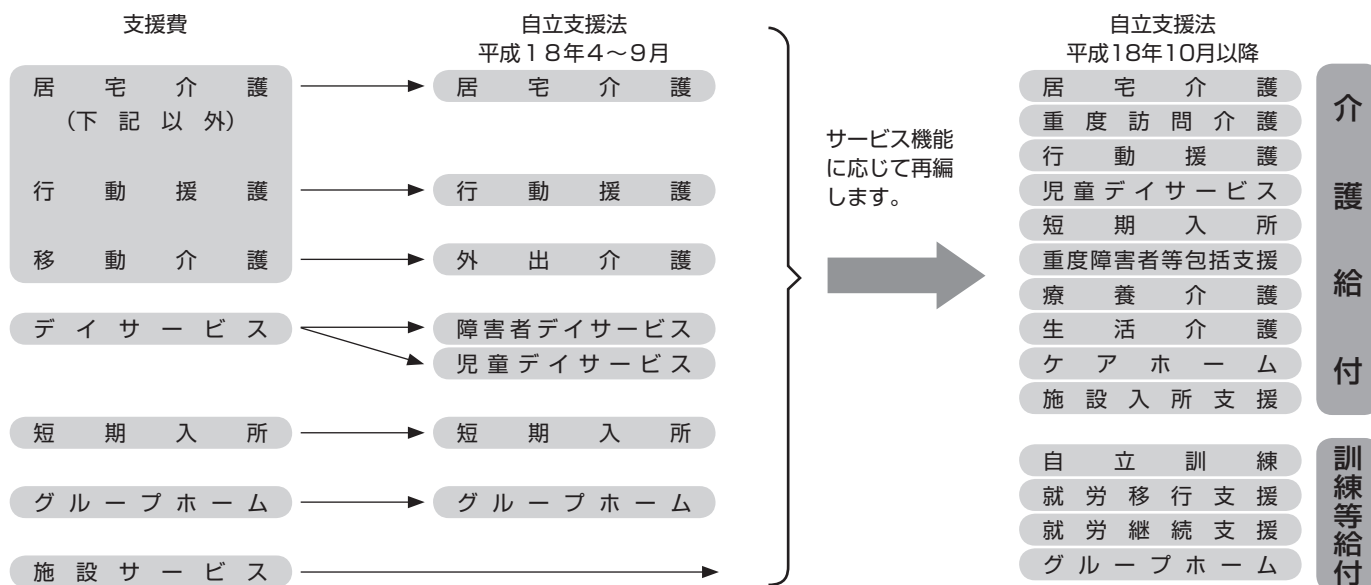 支援費
居宅介護
(下記以外)
行動援護
移動介護
デイサービス
短期入所
グループホーム
施設サービス
自立支援法
平成18年4～9月
居宅介護
行動援護
外出介護
障害者デイサービス
児童デイサービス
短期入所
グループホーム
サービス機能
に応じて再編
します。
自立支援法
平成18年10月以降
居宅介護
重度訪問介護
行動援護
児童デイサービス
短期入所
重度障害者等包括支援
療養介護
生活介護
ケアホーム
施設入所支援
介護給付
自立訓練
就労移行支援
就労継続支援
グループホーム
訓練等給付